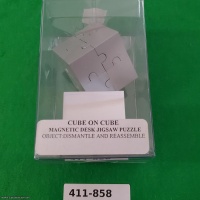 CUBE ON CUBE
MAGNETIC DESK JIGSAW PUZZLE
OBJECT DISMANTLE AND REASSEMBLE
411-858